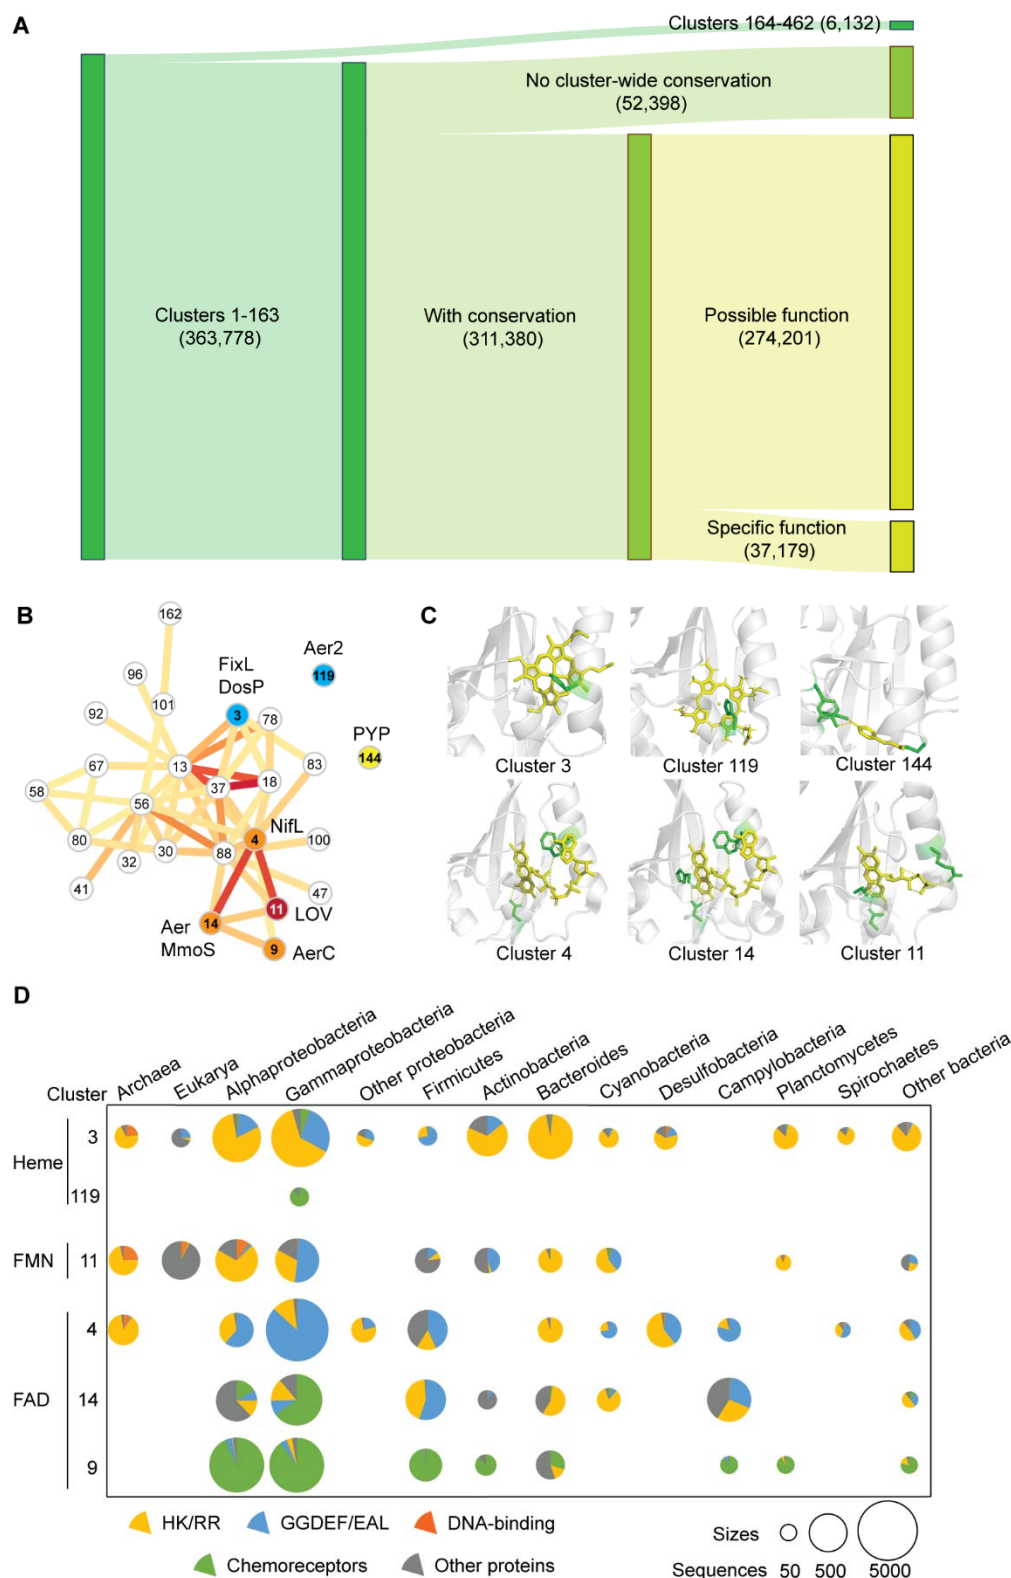 A
Clusters 164-462 (6,132)
No cluster-wide conservation
(52,398)
Clusters 1-163
(363,778)
With conservation
(311,380)
Possible function
(274,201)
Specific function
(37,179)
B
162
96
101
92
FixL
DosP
3
78
Aer2
119
PYP
144
67
13
83
58
37
18
56
NifL
4
80
32
30
88
100
41
47
11
LOV
Aer
MmoS
14
9
AerC
C
Cluster 3
Cluster 119
Cluster 144
Cluster 4
Cluster 14
Cluster 11
D
Cluster
Archaea
Eukarya
Alphaproteobacteria
Gammaproteobacteria
Other proteobacteria
Firmicutes
Actinobacteria
Bacteroides
Cyanobacteria
Desulfobacteria
Campylobacteria
Planctomycetes
Spirochaetes
Other bacteria
Heme
3
119
FMN
11
FAD
4
14
9
HK/RR
GGDEF/EAL
DNA-binding
Chemoreceptors
Other proteins
Sizes
Sequences 50 500 5000